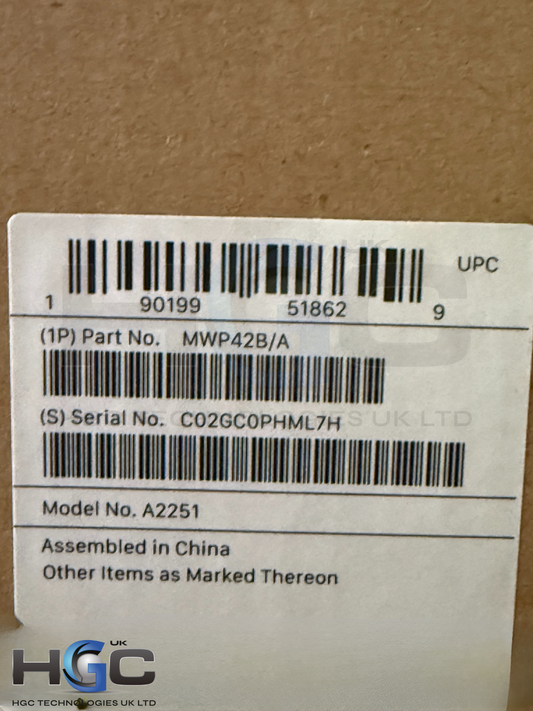 UPC
1 90199 51862 9
(1P) Part No. MWP42B/A
(S) Serial No. C02GC0PHML7H
Model No. A2251
Assembled in China
Other Items as Marked Thereon
UK
HGC
TECHNOLOGIES UK LTD
UK
HGC
HGC TECHNOLOGIES UK LTD